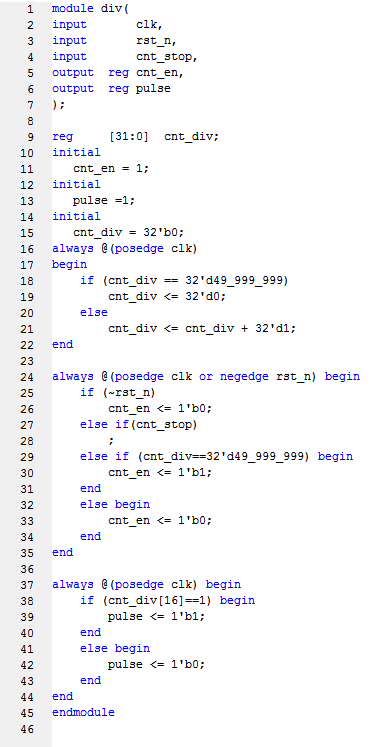 1 module div(
2 input        clk,
3 input        rst_n,
4 input        cnt_stop,
5 output  reg cnt_en,
6 output  reg pulse
7 );
8
9 reg     [31:0]  cnt_div;
10 initial
11    cnt_en = 1;
12 initial
13    pulse =1;
14 initial
15    cnt_div = 32'b0;
16 always @(posedge clk)
17 begin
18     if (cnt_div == 32'd49_999_999)
19         cnt_div <= 32'd0;
20     else
21         cnt_div <= cnt_div + 32'd1;
22 end
23
24 always @(posedge clk or negedge rst_n) begin
25     if (~rst_n)
26         cnt_en <= 1'b0;
27     else if(cnt_stop)
28         ;
29     else if (cnt_div==32'd49_999_999) begin
30         cnt_en <= 1'b1;
31     end
32     else begin
33         cnt_en <= 1'b0;
34     end
35 end
36
37 always @(posedge clk) begin
38     if (cnt_div[16]==1) begin
39         pulse <= 1'b1;
40     end
41     else begin
42         pulse <= 1'b0;
43     end
44 end
45 endmodule
46